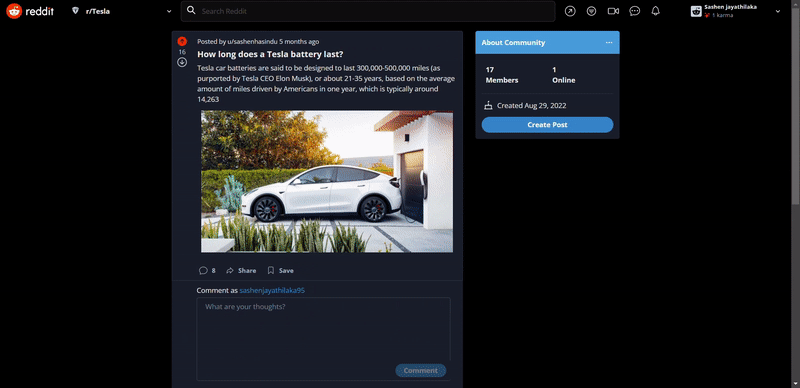 reddit
r/Tesla
Search Reddit
Sashen jayathilaka
1 karma
16
Posted by u/sashenhasindu 5 months ago
How long does a Tesla battery last?
Tesla car batteries are said to be designed to last 300,000-500,000 miles (as
purported by Tesla CEO Elon Musk), or about 21-35 years, based on the average
amount of miles driven by Americans in one year, which is typically around
14,263
8
Share
Save
Comment as sashenjayathilaka95
What are your thoughts?
Comment
About Community
17
Members
1
Online
Created Aug 29, 2022
Create Post